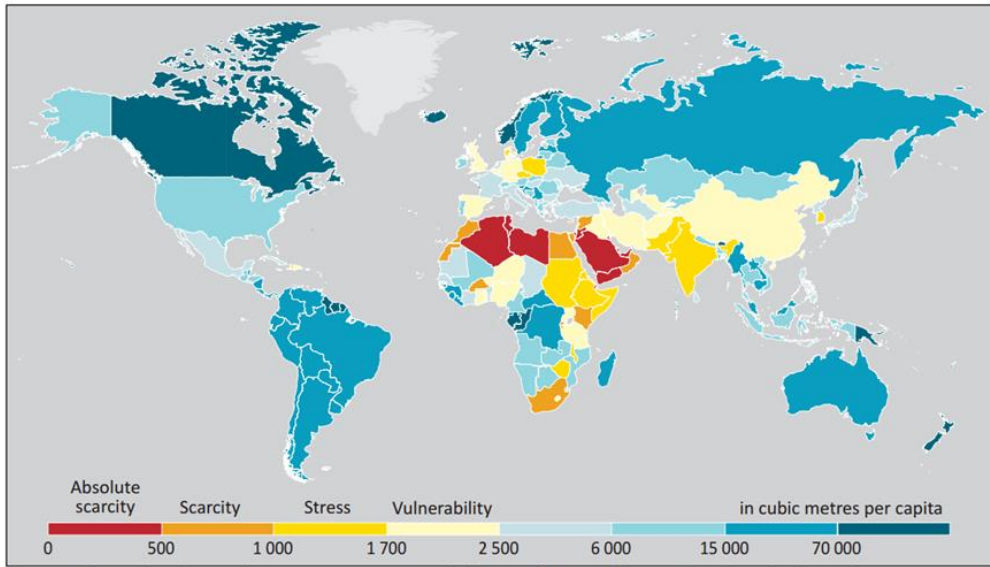 Absolute
scarcity
Scarcity
Stress
Vulnerability
in cubic metres per capita
0
500
1 000
1 700
2 500
6 000
15 000
70 000